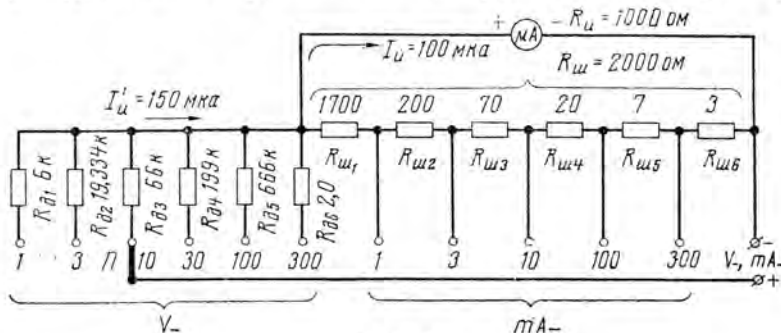 + μA - Rи = 1000 ом
Iи = 100 мка
Rш = 2000 ом
I'и = 150 мка
1700 200 70 20 7 3
Rш1 Rш2 Rш3 Rш4 Rш5 Rш6
Rд1 6к
Rд2 19,334к
Rд3 66к
Rд4 199к
Rд5 666к
Rд6 2,0
1 3 П 10 30 100 300 1 3 10 100 300 V-, mA-
-
+
V- mA-